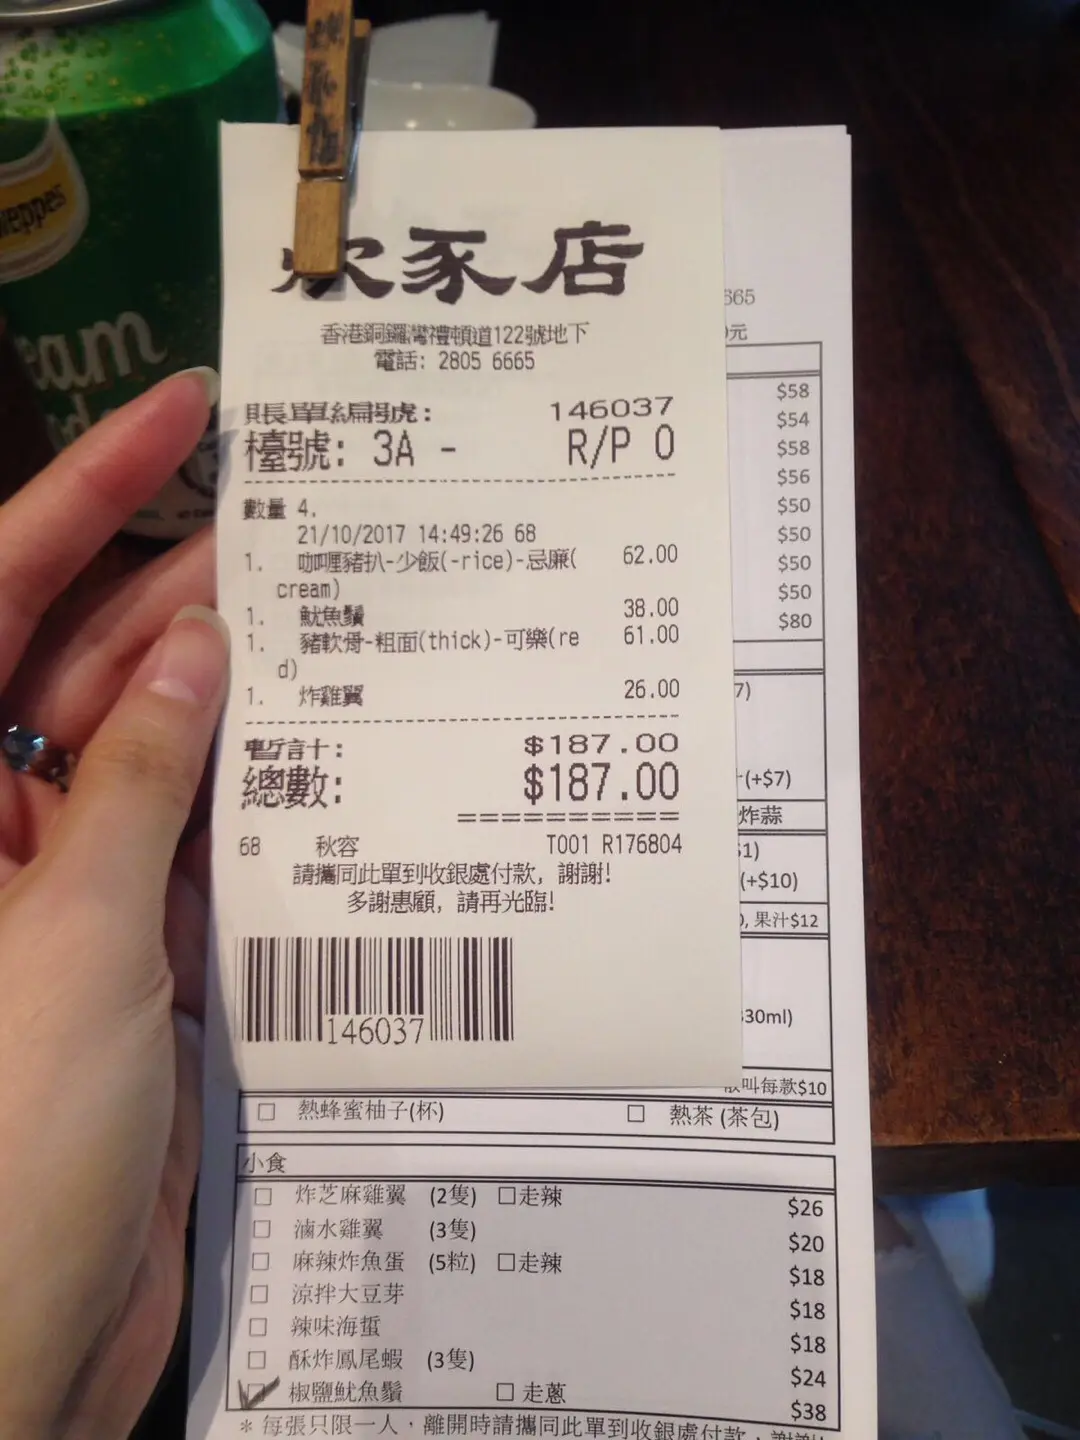 weppes
eam
豕店
香港銅鑼灣禮頓道122號地下
電話: 2805 6665
賬單編號: 146037
檯號: 3A - R/P 0
數量 4.
21/10/2017 14:49:26 68
1. 咖喱豬扒-少飯(-rice)-忌廉( 62.00
cream)
1. 魷魚鬚 38.00
1. 豬軟骨-粗面(thick)-可樂(re 61.00
d)
1. 炸雞翼 26.00
暫計: $187.00
總數: $187.00
==========
68 秋容 T001 R176804
請攜同此單到收銀處付款, 謝謝!
多謝惠顧, 請再光臨!
146037
665
元
$58
$54
$58
$56
$50
$50
$50
$50
$80
7)
(+$7)
炸蒜
$1)
(+$10)
, 果汁$12
30ml)
叫每款$10
□ 熱蜂蜜柚子(杯) □ 熱茶 (茶包)
小食
□ 炸芝麻雞翼 (2隻) □走辣 $26
□ 滷水雞翼 (3隻) $20
□ 麻辣炸魚蛋 (5粒) □走辣 $18
□ 涼拌大豆芽 $18
□ 辣味海蜇 $18
□ 酥炸鳳尾蝦 (3隻) $24
☑ 椒鹽魷魚鬚 □ 走蔥 $38
* 每張只限一人，離開時請攜同此單到收銀處付款，謝謝!